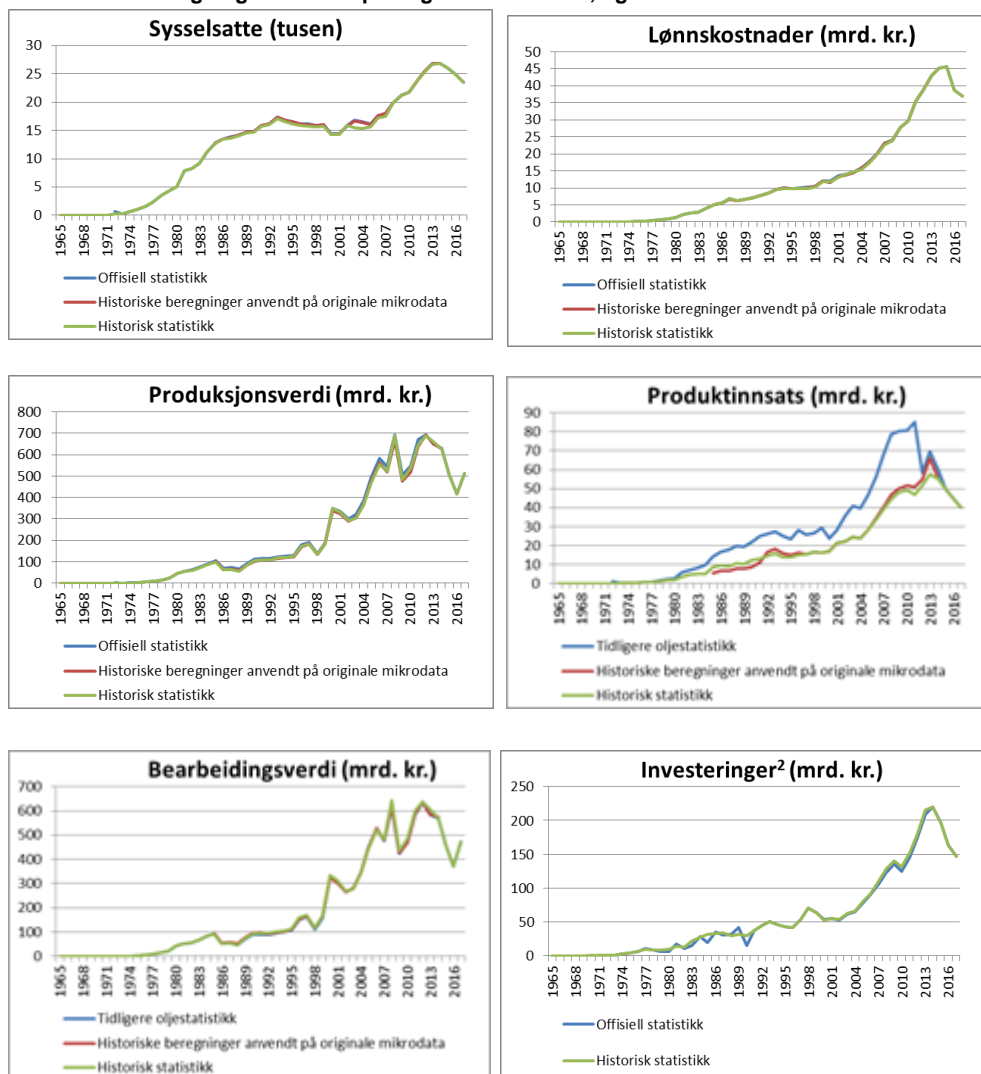 Sysselsatte (tusen)
30
25
20
15
10
5
0
1965 1968 1971 1974 1977 1980 1983 1986 1989 1992 1995 1998 2001 2004 2007 2010 2013 2016
Offisiell statistikk
Historiske beregninger anvendt på originale mikrodata
Historisk statistikk
Lønnskostnader (mrd. kr.)
50
45
40
35
30
25
20
15
10
5
0
1965 1968 1971 1974 1977 1980 1983 1986 1989 1992 1995 1998 2001 2004 2007 2010 2013 2016
Offisiell statistikk
Historiske beregninger anvendt på originale mikrodata
Historisk statistikk
Produksjonsverdi (mrd. kr.)
800
700
600
500
400
300
200
100
0
1965 1968 1971 1974 1977 1980 1983 1986 1989 1992 1995 1998 2001 2004 2007 2010 2013 2016
Offisiell statistikk
Historiske beregninger anvendt på originale mikrodata
Historisk statistikk
Produktinnsats (mrd. kr.)
90
80
70
60
50
40
30
20
10
0
1965 1968 1971 1974 1977 1980 1983 1986 1989 1992 1995 1998 2001 2004 2007 2010 2013 2016
Tidligere oljestatistikk
Historiske beregninger anvendt på originale mikrodata
Historisk statistikk
Bearbeidingsverdi (mrd. kr.)
700
600
500
400
300
200
100
0
1965 1968 1971 1974 1977 1980 1983 1986 1989 1992 1995 1998 2001 2004 2007 2010 2013 2016
Tidligere oljestatistikk
Historiske beregninger anvendt på originale mikrodata
Historisk statistikk
Investeringer² (mrd. kr.)
250
200
150
100
50
0
1965 1968 1971 1974 1977 1980 1983 1986 1989 1992 1995 1998 2001 2004 2007 2010 2013 2016
Offisiell statistikk
Historisk statistikk